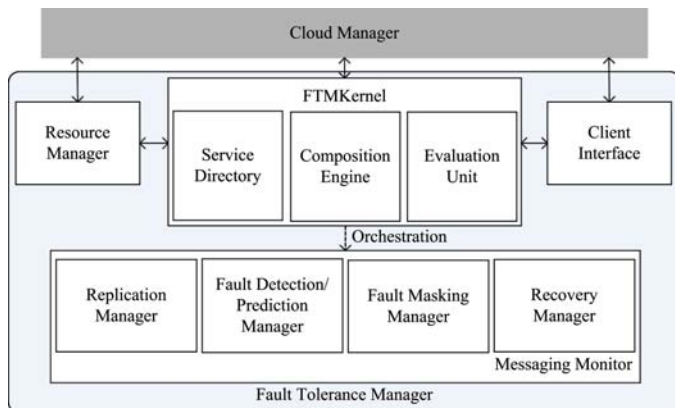 Cloud Manager
FTMKernel
Resource
Manager
Service
Directory
Composition
Engine
Evaluation
Unit
Client
Interface
Orchestration
Replication
Manager
Fault Detection/
Prediction
Manager
Fault Masking
Manager
Recovery
Manager
Messaging Monitor
Fault Tolerance Manager